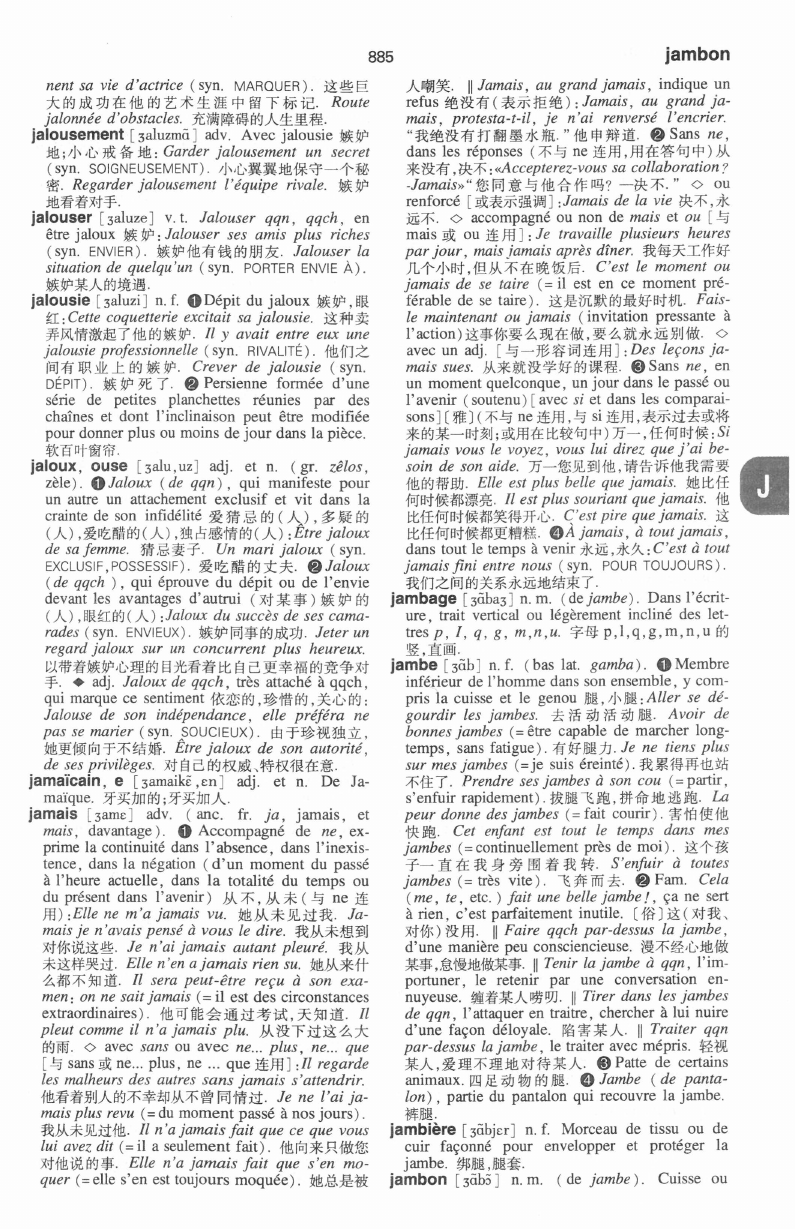 885
jambon
nent sa vie d'actrice (syn. MARQUER). 这些巨
大的成功在他的艺术生涯中留下标记. Route
jalonnée d'obstacles. 充满障碍的人生里程.
jalousement [ʒaluzmɑ̃] adv. Avec jalousie 嫉妒
地;小心戒备地: Garder jalousement un secret
(syn. SOIGNEUSEMENT). 小心翼翼地保守一个秘
密. Regarder jalousement l'équipe rivale. 嫉妒
地看着对手.
jalouser [ʒaluze] v.t. Jalouser qqn, qqch, en
être jaloux 嫉妒: Jalouser ses amis plus riches
(syn. ENVIER). 嫉妒他有钱的朋友. Jalouser la
situation de quelqu'un (syn. PORTER ENVIE À).
嫉妒某人的境遇.
jalousie [ʒaluzi] n.f. ❶Dépit du jaloux 嫉妒,眼
红: Cette coquetterie excitait sa jalousie. 这种卖
弄风情激起了他的嫉妒. Il y avait entre eux une
jalousie professionnelle (syn. RIVALITÉ). 他们之
间有职业上的嫉妒. Crever de jalousie (syn.
DÉPIT). 嫉妒死了. ❷ Persienne formée d'une
série de petites planchettes réunies par des
chaînes et dont l'inclinaison peut être modifiée
pour donner plus ou moins de jour dans la pièce.
软百叶窗帘.
jaloux, ouse [ʒalu,uz] adj. et n. (gr. zêlos,
zèle). ❶Jaloux (de qqn), qui manifeste pour
un autre un attachement exclusif et vit dans la
crainte de son infidélité 爱猜忌的(人),多疑的
(人),爱吃醋的(人),独占感情的(人): Être jaloux
de sa femme. 猜忌妻子. Un mari jaloux (syn.
EXCLUSIF,POSSESSIF). 爱吃醋的丈夫. ❷Jaloux
(de qqch), qui éprouve du dépit ou de l'envie
devant les avantages d'autrui (对某事)嫉妒的
(人),眼红的(人): Jaloux du succès de ses cama-
rades (syn. ENVIEUX). 嫉妒同事的成功. Jeter un
regard jaloux sur un concurrent plus heureux.
以带着嫉妒心理的目光看着比自己更幸福的竞争对
手. ◆ adj. Jaloux de qqch, très attaché à qqch,
qui marque ce sentiment 依恋的,珍惜的,关心的:
Jalouse de son indépendance, elle préféra ne
pas se marier (syn. SOUCIEUX). 由于珍视独立,
她更倾向于不结婚. Être jaloux de son autorité,
de ses privilèges. 对自己的权威、特权很在意.
jamaïcain, e [ʒamaikɛ̃,ɛn] adj. et n. De Ja-
maïque. 牙买加的;牙买加人.
jamais [ʒamɛ] adv. (anc. fr. ja, jamais, et
mais, davantage). ❶ Accompagné de ne, ex-
prime la continuité dans l'absence, dans l'inexis-
tence, dans la négation (d'un moment du passé
à l'heure actuelle, dans la totalité du temps ou
du présent dans l'avenir) 从不,从未(与 ne 连
用): Elle ne m'a jamais vu. 她从未见过我. Ja-
mais je n'avais pensé à vous le dire. 我从未想到
对你说这些. Je n'ai jamais autant pleuré. 我从
未这样哭过. Elle n'en a jamais rien su. 她从来什
么都不知道. Il sera peut-être reçu à son exa-
men: on ne sait jamais (= il est des circonstances
extraordinaires). 他可能会通过考试,天知道. Il
pleut comme il n'a jamais plu. 从没下过这么大
的雨. ◇ avec sans ou avec ne... plus, ne... que
[与 sans 或 ne... plus, ne ... que 连用]: Il regarde
les malheurs des autres sans jamais s'attendrir.
他看着别人的不幸却从不曾同情过. Je ne l'ai ja-
mais plus revu (= du moment passé à nos jours).
我从未见过他. Il n'a jamais fait que ce que vous
lui avez dit (= il a seulement fait). 他向来只做您
对他说的事. Elle n'a jamais fait que s'en mo-
quer (= elle s'en est toujours moquée). 她总是被
人嘲笑. ‖ Jamais, au grand jamais, indique un
refus 绝没有(表示拒绝): Jamais, au grand ja-
mais, protesta-t-il, je n'ai renversé l'encrier.
“我绝没有打翻墨水瓶.”他申辩道. ❷ Sans ne,
dans les réponses (不与 ne 连用,用在答句中)从
来没有,决不: «Accepterez-vous sa collaboration?
-Jamais»“您同意与他合作吗? —决不.” ◇ ou
renforcé [或表示强调]: Jamais de la vie 决不,永
远不. ◇ accompagné ou non de mais et ou [与
mais 或 ou 连用]: Je travaille plusieurs heures
par jour, mais jamais après dîner. 我每天工作好
几个小时,但从不在晚饭后. C'est le moment ou
jamais de se taire (= il est en ce moment pré-
férable de se taire). 这是沉默的最好时机. Fais-
le maintenant ou jamais (invitation pressante à
l'action)这事你要么现在做,要么就永远别做. ◇
avec un adj. [与一形容词连用]: Des leçons ja-
mais sues. 从来就没学好的课程. ❸Sans ne, en
un moment quelconque, un jour dans le passé ou
l'avenir (soutenu)[avec si et dans les comparai-
sons][雅](不与 ne 连用,与 si 连用,表示过去或将
来的某一时刻;或用在比较句中)万一,任何时候: Si
jamais vous le voyez, vous lui direz que j'ai be-
soin de son aide. 万一您见到他,请告诉他我需要
他的帮助. Elle est plus belle que jamais. 她比任
何时候都漂亮. Il est plus souriant que jamais. 他
比任何时候都笑得开心. C'est pire que jamais. 这
比任何时候都更糟糕. ❹À jamais, à tout jamais,
dans tout le temps à venir 永远,永久: C'est à tout
jamais fini entre nous (syn. POUR TOUJOURS).
我们之间的关系永远地结束了.
J
jambage [ʒɑ̃baʒ] n.m. (de jambe). Dans l'écrit-
ure, trait vertical ou légèrement incliné des let-
tres p, I, q, g, m,n,u. 字母 p,l,q,g,m,n,u 的
竖,直画.
jambe [ʒɑ̃b] n.f. (bas lat. gamba). ❶Membre
inférieur de l'homme dans son ensemble, y com-
pris la cuisse et le genou 腿,小腿: Aller se dé-
gourdir les jambes. 去活动活动腿. Avoir de
bonnes jambes (= être capable de marcher long-
temps, sans fatigue). 有好腿力. Je ne tiens plus
sur mes jambes (= je suis éreinté). 我累得再也站
不住了. Prendre ses jambes à son cou (= partir,
s'enfuir rapidement). 拔腿飞跑,拼命地逃跑. La
peur donne des jambes (= fait courir). 害怕使他
快跑. Cet enfant est tout le temps dans mes
jambes (= continuellement près de moi). 这个孩
子一直在我身旁围着我转. S'enfuir à toutes
jambes (= très vite). 飞奔而去. ❷ Fam. Cela
(me, te, etc.) fait une belle jambe!, ça ne sert
à rien, c'est parfaitement inutile. [俗]这(对我、
对你)没用. ‖ Faire qqch par-dessus la jambe,
d'une manière peu consciencieuse. 漫不经心地做
某事,怠慢地做某事. ‖ Tenir la jambe à qqn, l'im-
portuner, le retenir par une conversation en-
nuyeuse. 缠着某人唠叨. ‖ Tirer dans les jambes
de qqn, l'attaquer en traitre, chercher à lui nuire
d'une façon déloyale. 陷害某人. ‖ Traiter qqn
par-dessus la jambe, le traiter avec mépris. 轻视
某人,爱理不理地对待某人. ❸ Patte de certains
animaux. 四足动物的腿. ❹ Jambe (de panta-
lon), partie du pantalon qui recouvre la jambe.
裤腿.
jambière [ʒɑ̃bjɛr] n.f. Morceau de tissu ou de
cuir façonné pour envelopper et protéger la
jambe. 绑腿,腿套.
jambon [ʒɑ̃bɔ̃] n.m. (de jambe). Cuisse ou